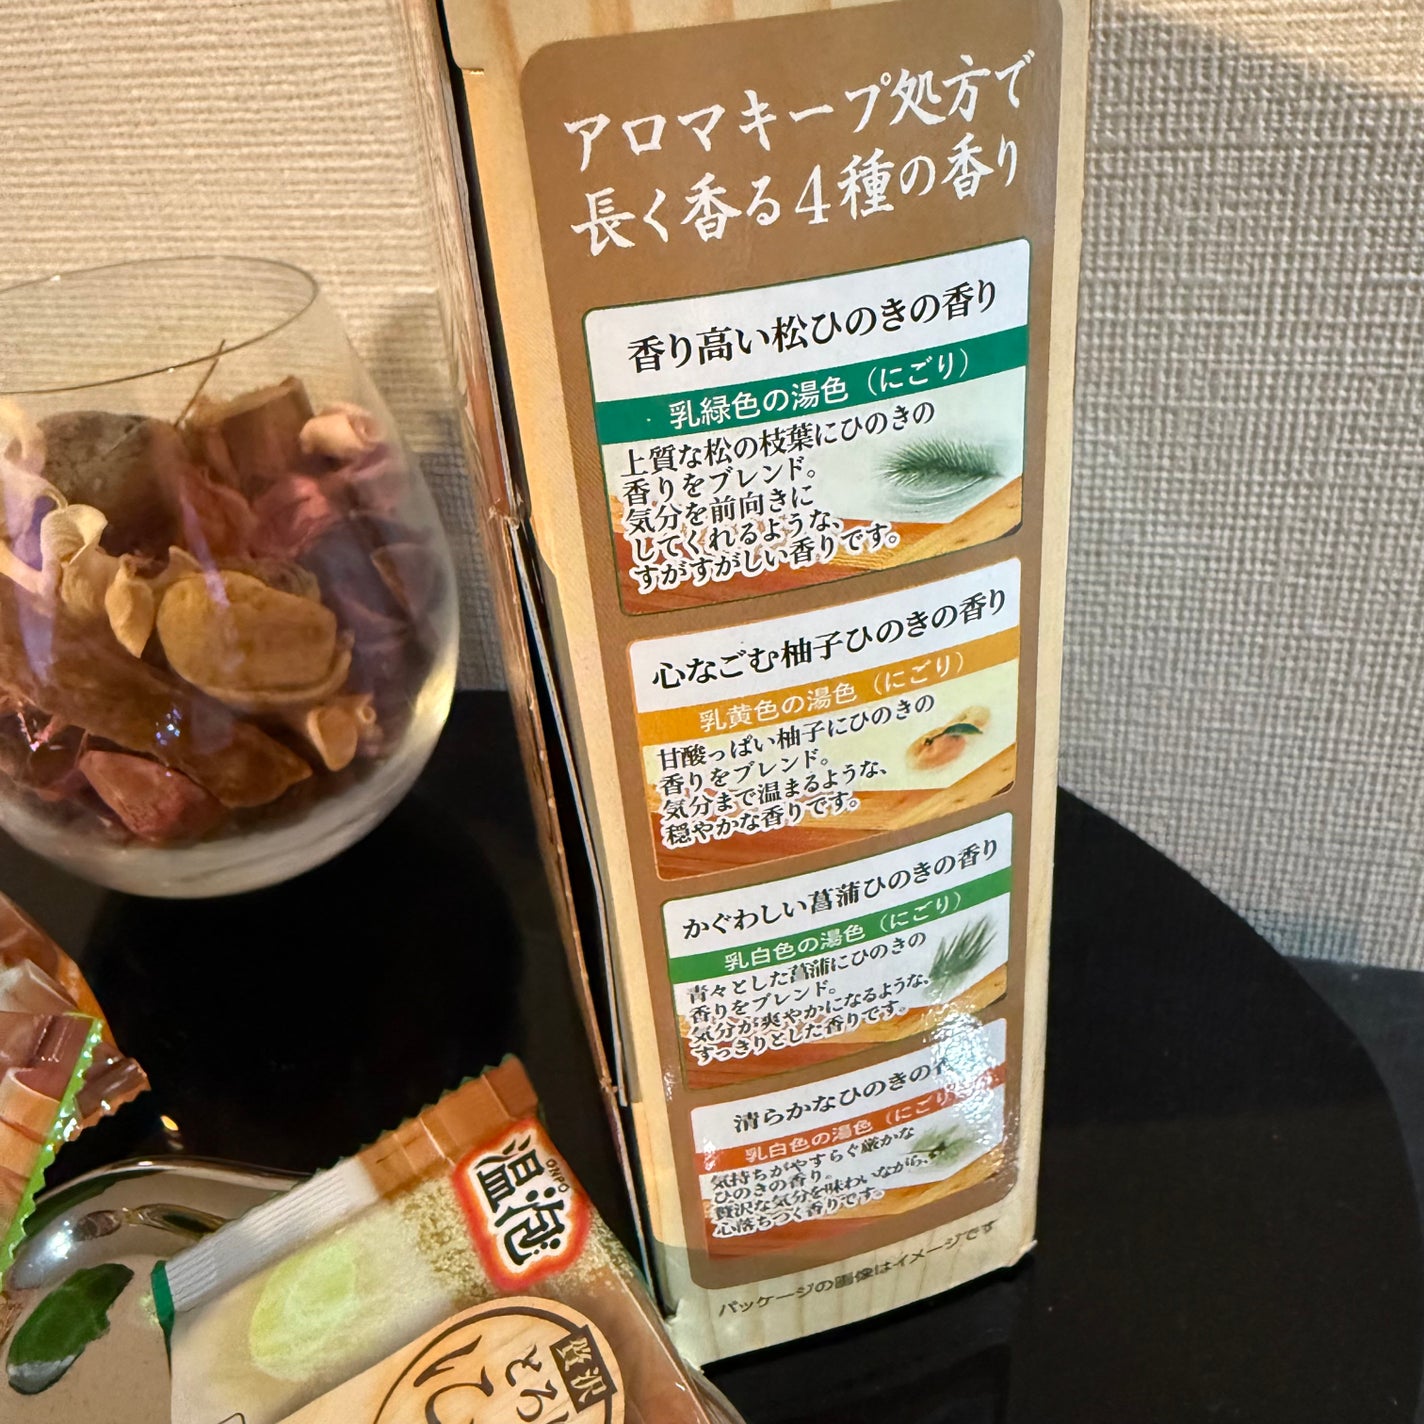 アロマキープ処方で
長く香る4種の香り
香り高い松ひのきの香り
乳緑色の湯色（にごり）
上質な松の枝葉にひのきの
香りをブレンド。
気分を前向きに
してくれるような、
すがすがしい香りです。
心なごむ柚子ひのきの香り
乳黄色の湯色（にごり）
甘酸っぱい柚子にひのきの
香りをブレンド。
気分まで温まるような、
穏やかな香りです。
かぐわしい菖蒲ひのきの香り
乳白色の湯色（にごり）
青々とした菖蒲にひのきの
香りをブレンド。
気分が爽やかになるような、
すっきりとした香りです。
清らかなひのきの香
乳白色の湯色（にごり
気持ちがやすらぐ厳かな
ひのきの香り。
贅沢な気分を味わいながら、
心落ちつく香りです。
パッケージの画像はイメージです
温泡
ONPO
贅沢
とろ